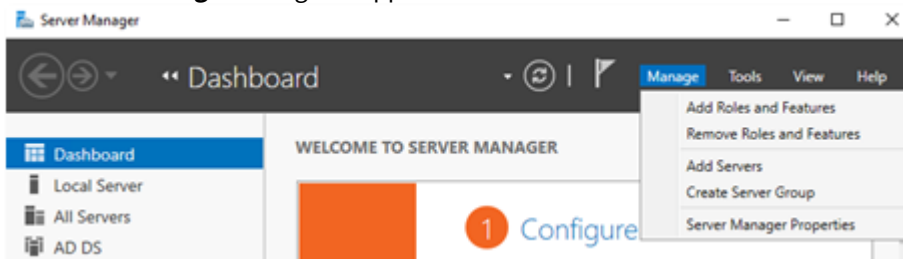 Server Manager
Dashboard
Manage Tools View Help
Add Roles and Features
Remove Roles and Features
Add Servers
Create Server Group
Server Manager Properties
Dashboard
Local Server
All Servers
AD DS
WELCOME TO SERVER MANAGER
1 Configure